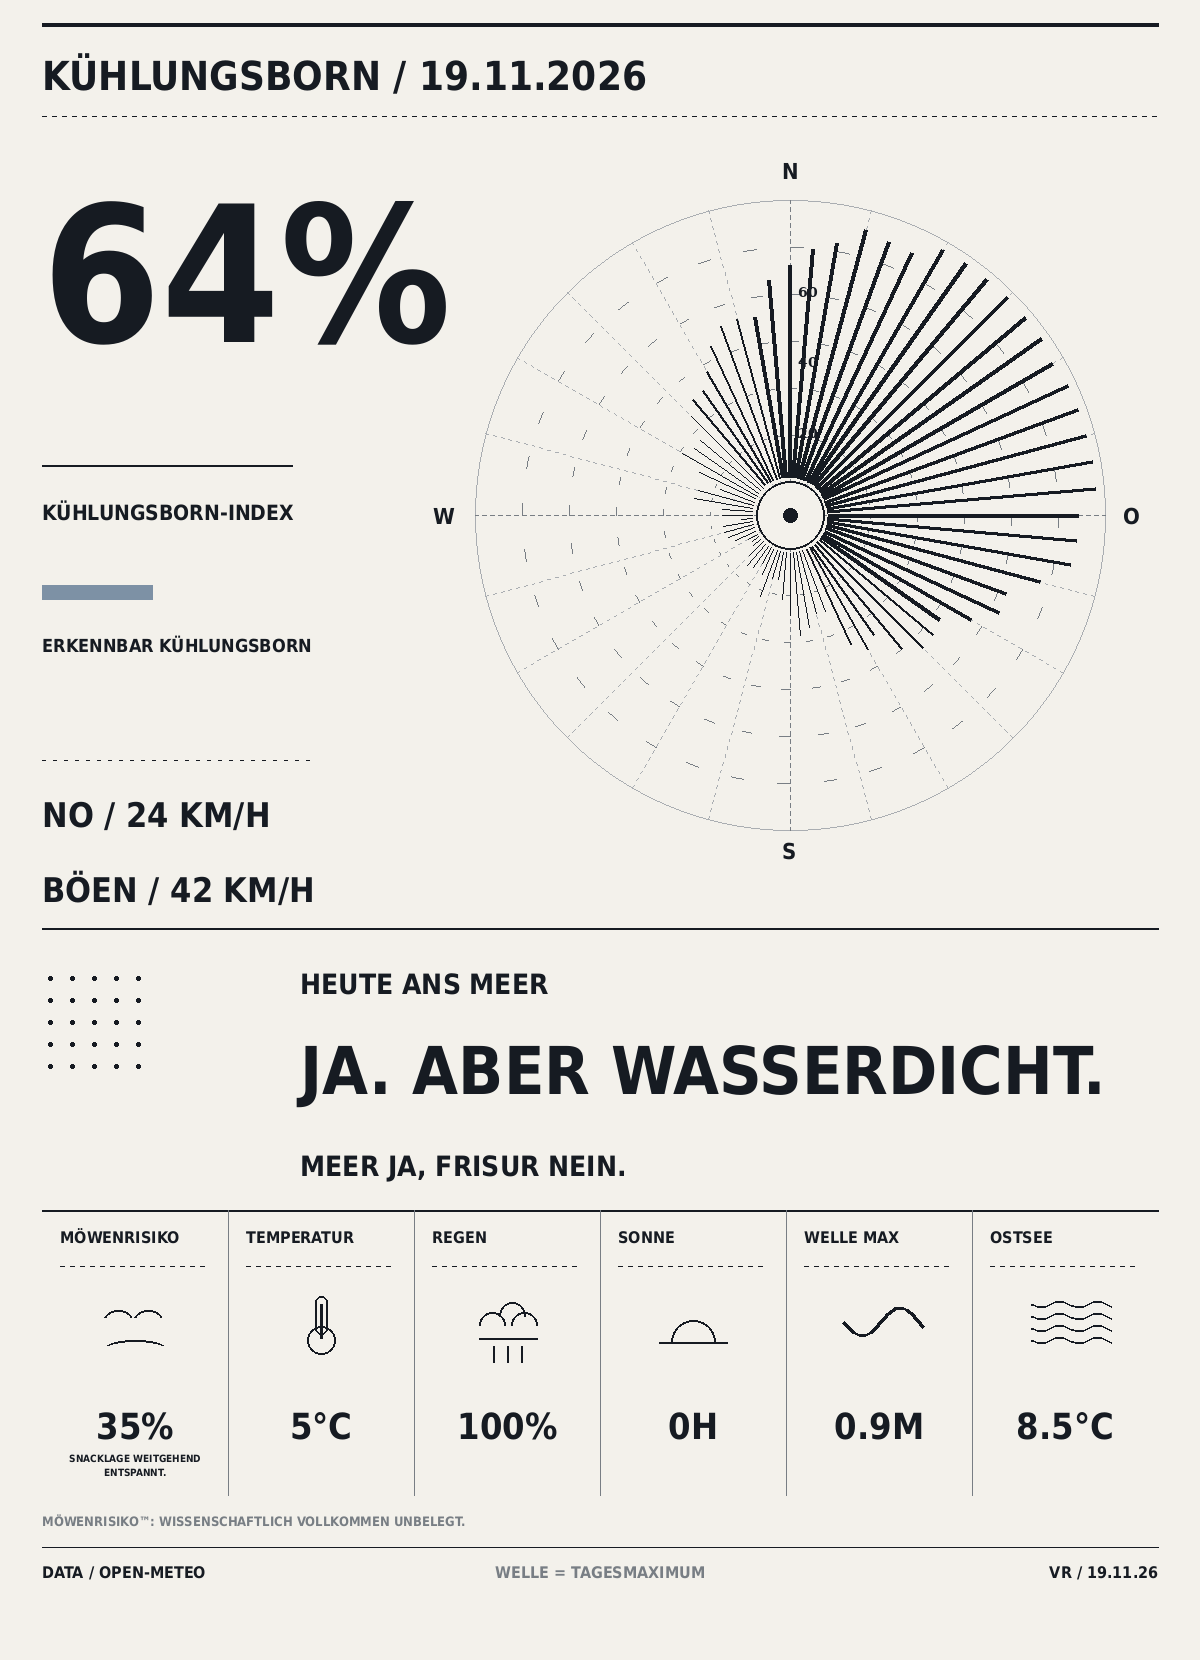 KÜHLUNGSBORN / 19.11.2026
64%
KÜHLUNGSBORN-INDEX
ERKENNBAR KÜHLUNGSBORN
NO / 24 KM/H
BÖEN / 42 KM/H
N
60
40
20
W
O
S
HEUTE ANS MEER
JA. ABER WASSERDICHT.
MEER JA, FRISUR NEIN.
MÖWENRISIKO
35%
SNACKLAGE WEITGEHEND
ENTSPANNT.
TEMPERATUR
5°C
REGEN
100%
SONNE
0H
WELLE MAX
0.9M
OSTSEE
8.5°C
MÖWENRISIKO™: WISSENSCHAFTLICH VOLLKOMMEN UNBELEGT.
DATA / OPEN-METEO
WELLE = TAGESMAXIMUM
VR / 19.11.26